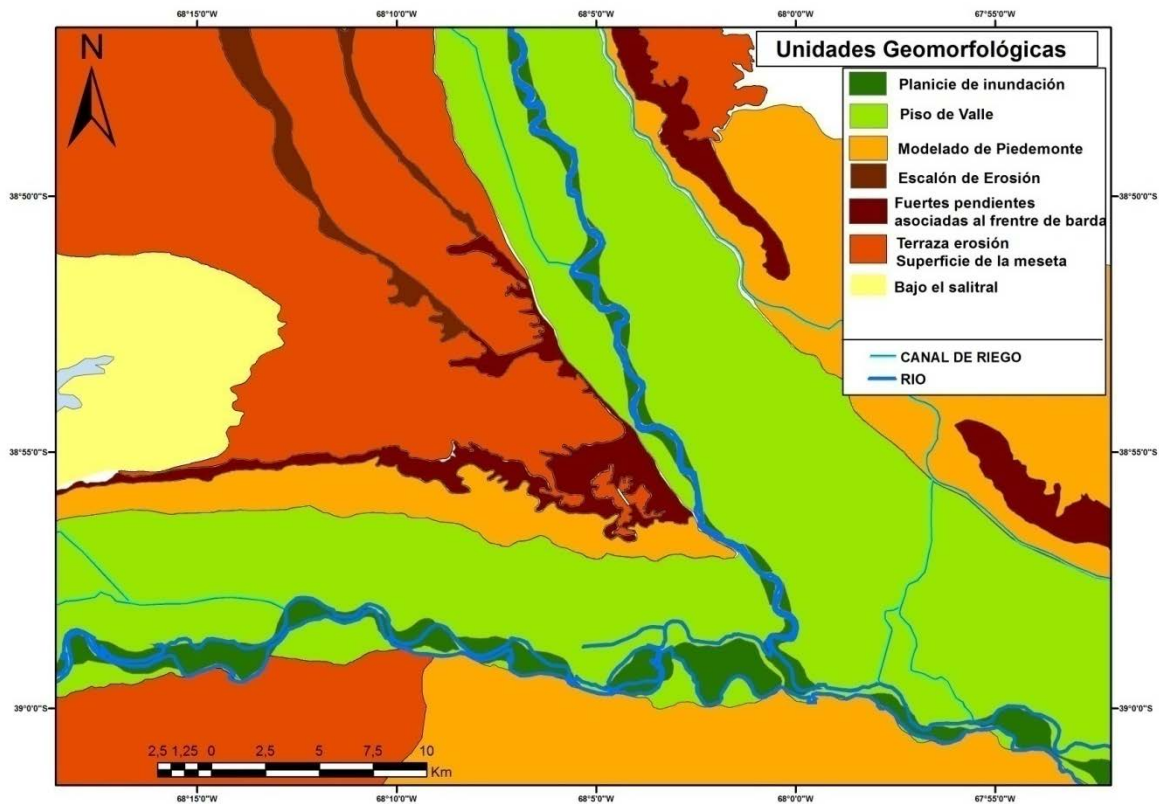 68°15'0"W 68°10'0"W 68°5'0"W 68°0'0"W 67°55'0"W
N
Unidades Geomorfológicas
Planicie de inundación
Piso de Valle
Modelado de Piedemonte
Escalón de Erosión
Fuertes pendientes
asociadas al frentre de barda
Terraza erosión
Superficie de la meseta
Bajo el salitral
CANAL DE RIEGO
RIO
38°50'0"S 38°50'0"S
38°55'0"S 38°55'0"S
39°0'0"S 39°0'0"S
2,5 1,25 0 2,5 5 7,5 10
Km
68°15'0"W 68°10'0"W 68°5'0"W 68°0'0"W 67°55'0"W